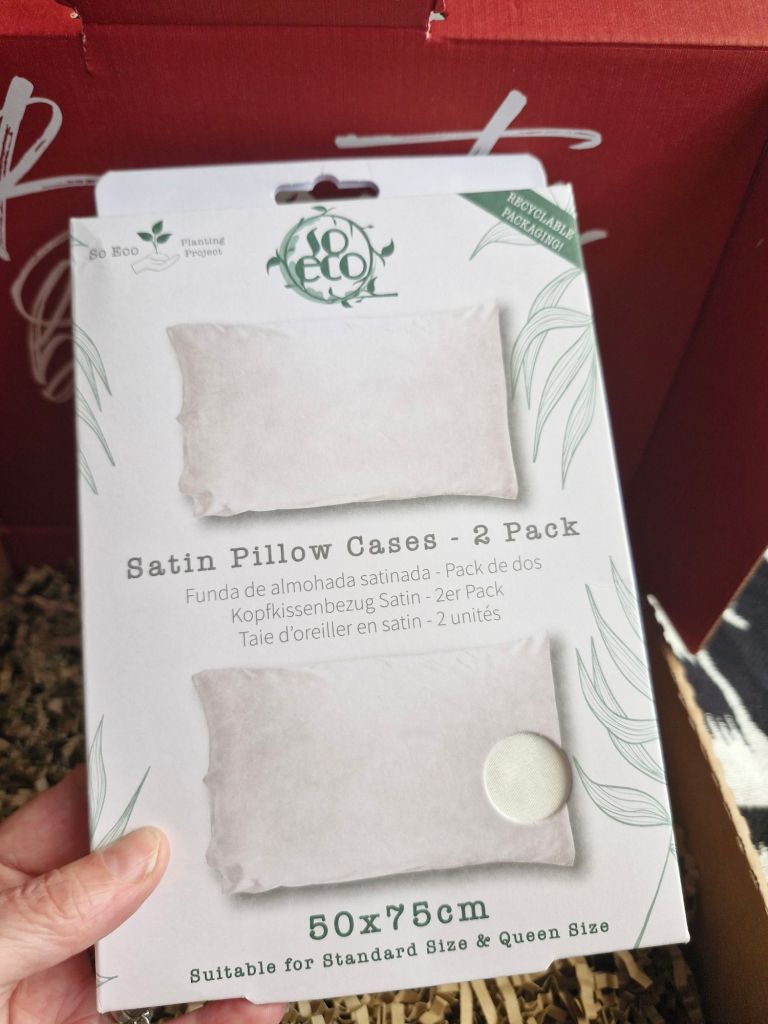 So Eco
Planting
Project
SO
ECO
RECYCLABLE
PACKAGING!
Satin Pillow Cases - 2 Pack
Funda de almohada satinada - Pack de dos
Kopfkissenbezug Satin - 2er Pack
Taie d'oreiller en satin - 2 unités
50x75cm
Suitable for Standard Size & Queen Size